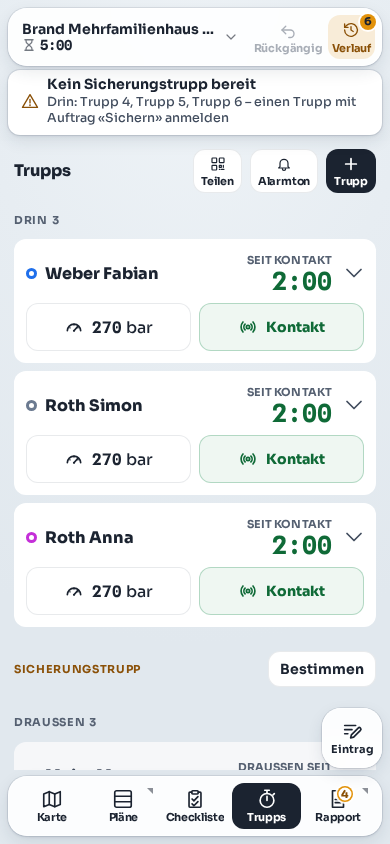 Brand Mehrfamilienhaus ...
5:00
Rückgängig
Verlauf
6
Kein Sicherungstrupp bereit
Drin: Trupp 4, Trupp 5, Trupp 6 – einen Trupp mit
Auftrag «Sichern» anmelden
Trupps
Teilen
Alarmton
Trupp
DRIN 3
Weber Fabian
SEIT KONTAKT
2:00
270 bar
Kontakt
Roth Simon
SEIT KONTAKT
2:00
270 bar
Kontakt
Roth Anna
SEIT KONTAKT
2:00
270 bar
Kontakt
SICHERUNGSTRUPP
Bestimmen
DRAUSSEN 3
Eintrag
DRAUSSEN SEIT
Karte
Pläne
Checkliste
Trupps
4
Rapport